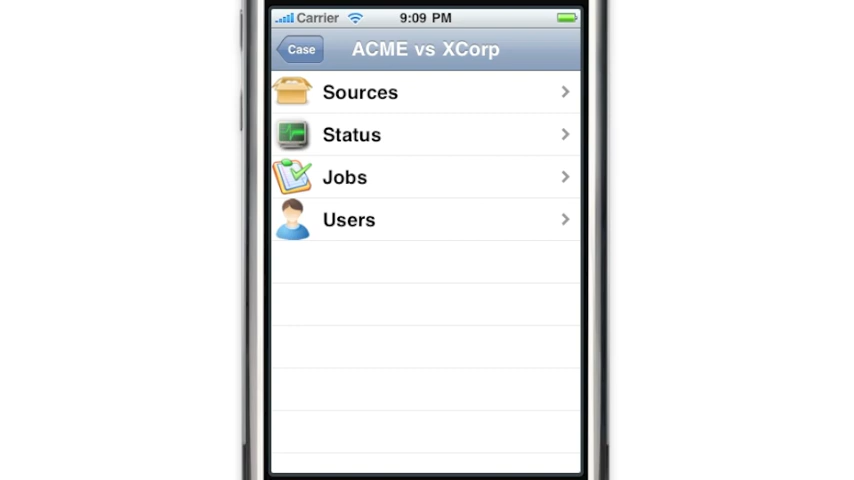 Carrier 9:09 PM
Case ACME vs XCorp
Sources
Status
Jobs
Users